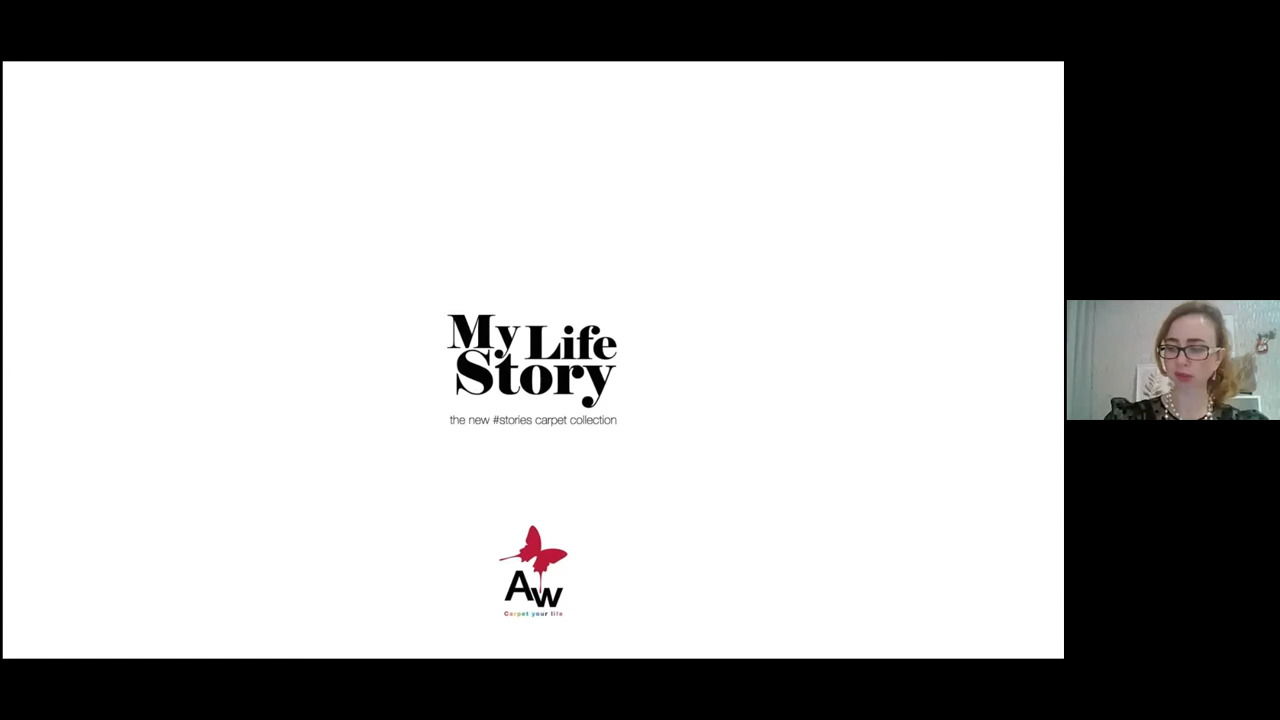 My Life
Story
the new #stories carpet collection
AW
Carpet your life